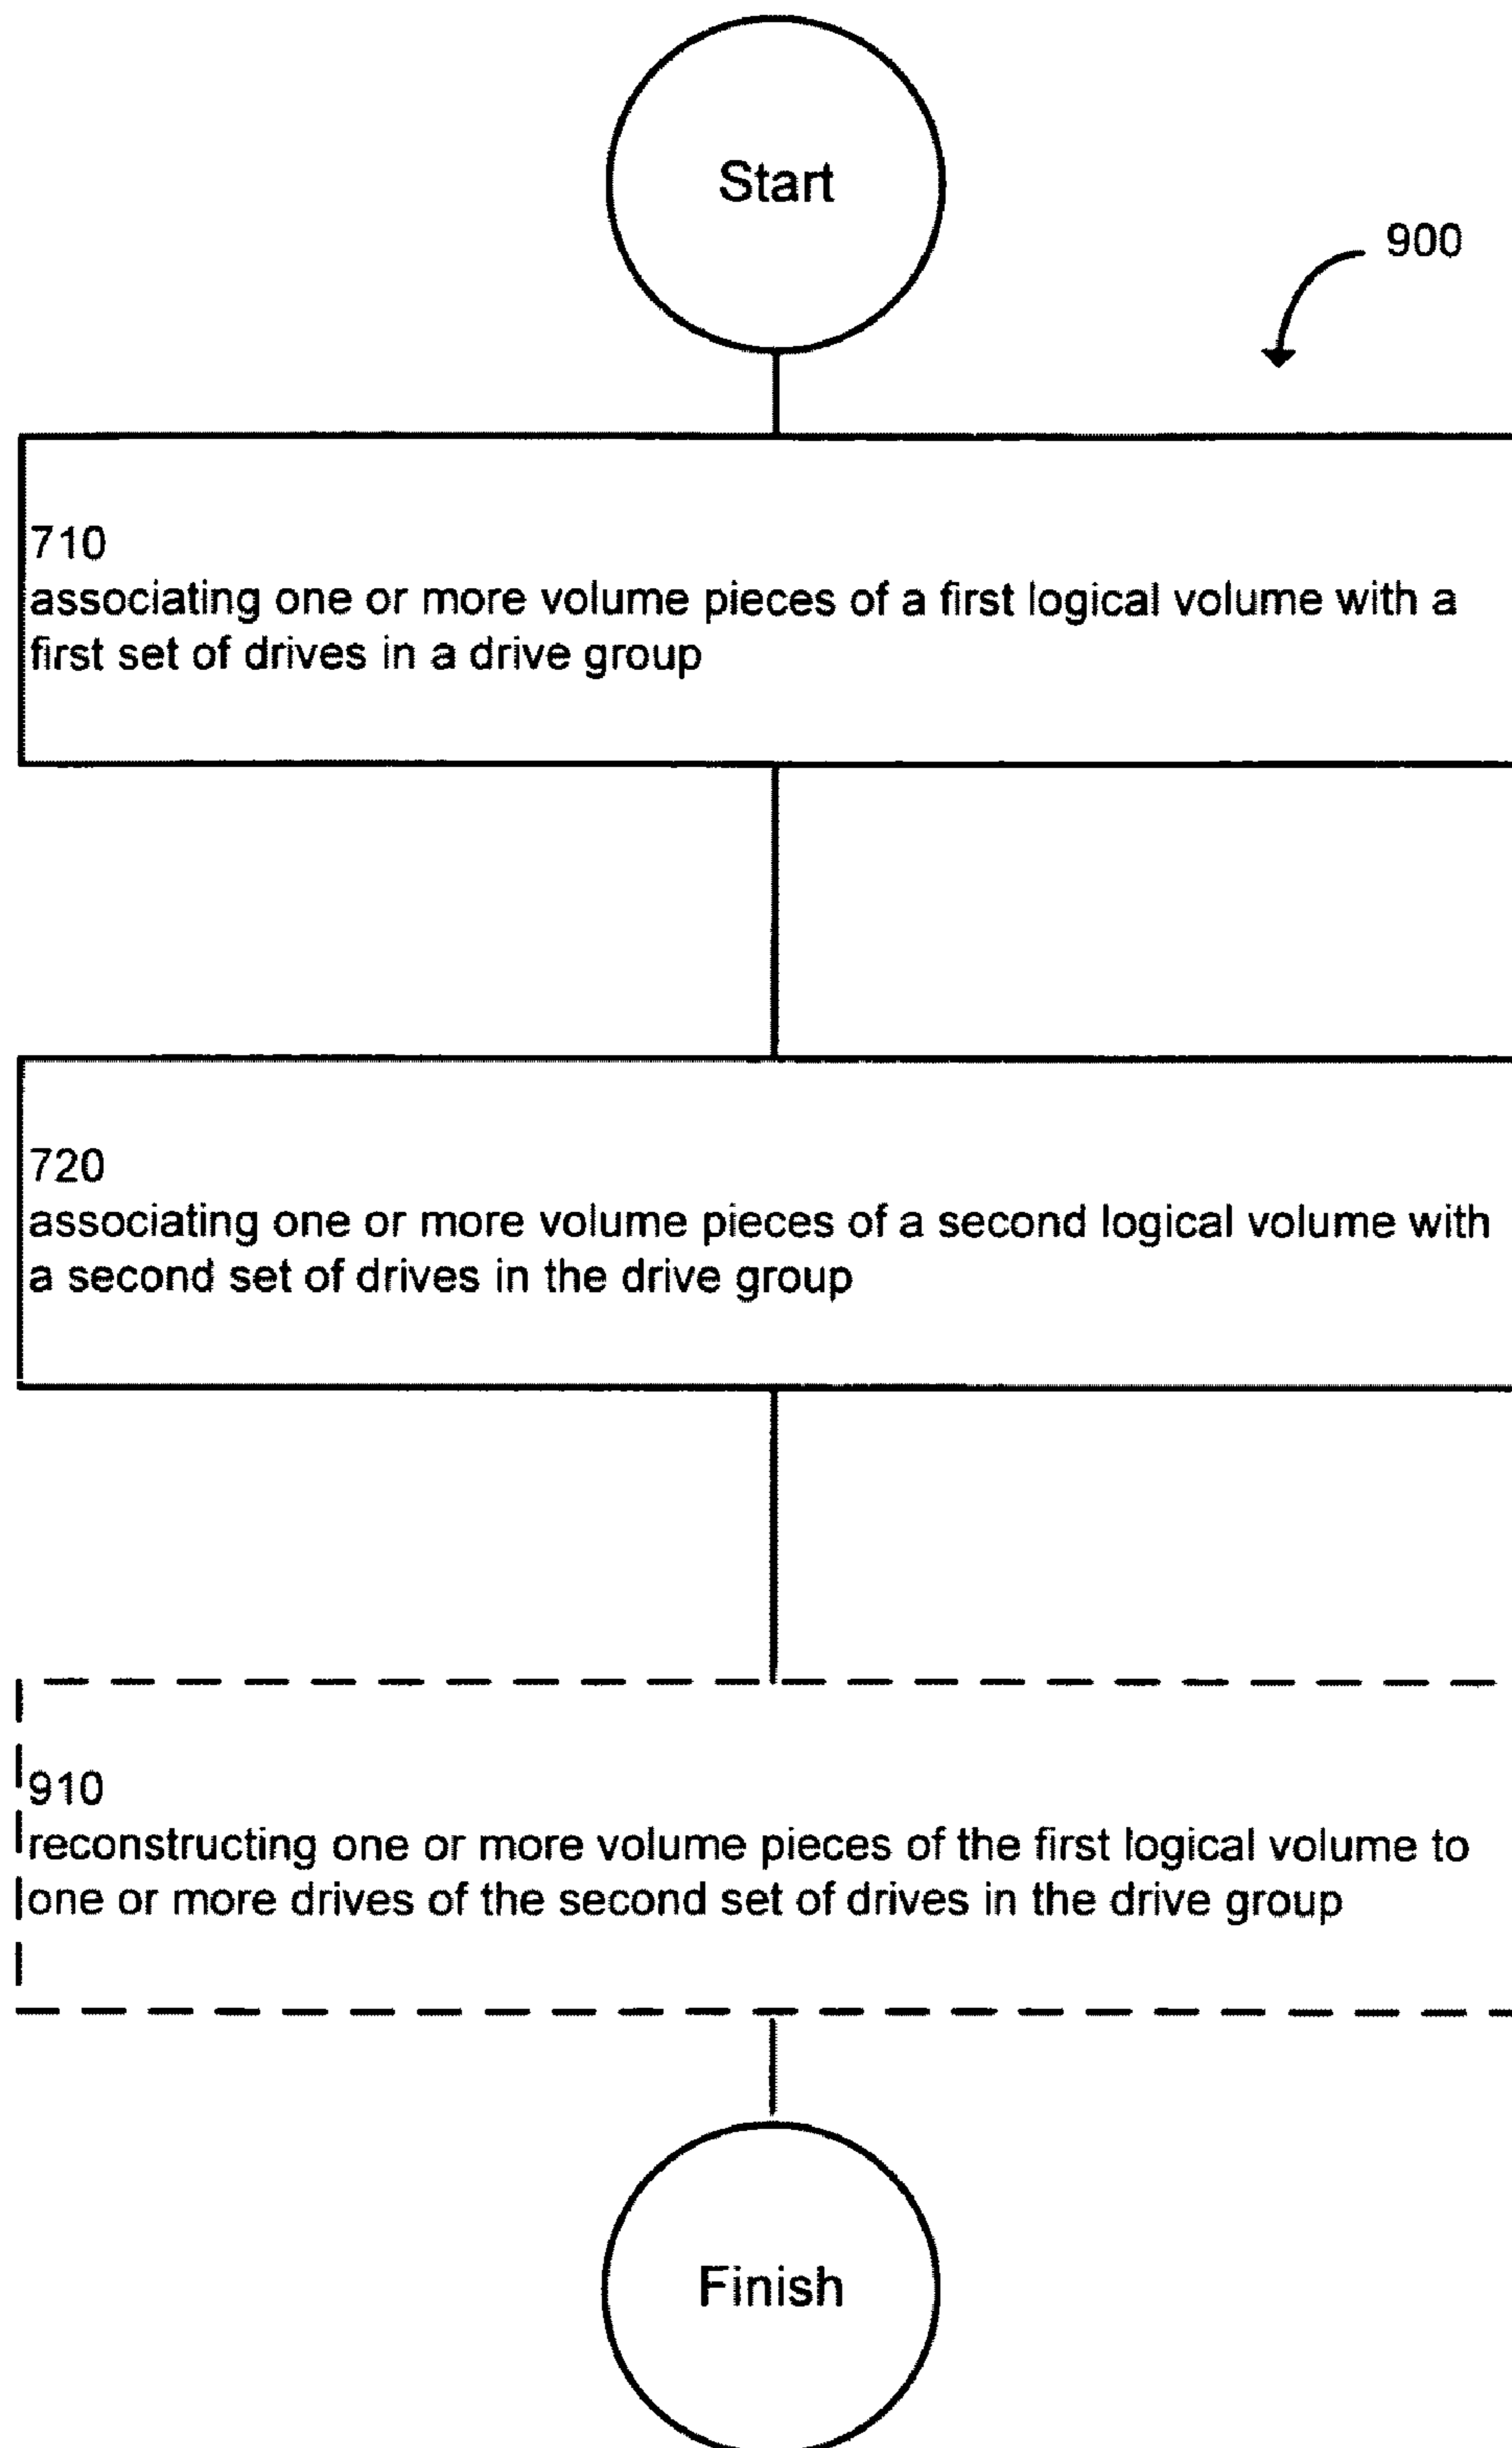 Start
900
710
associating one or more volume pieces of a first logical volume with a
first set of drives in a drive group
720
associating one or more volume pieces of a second logical volume with
a second set of drives in the drive group
910
reconstructing one or more volume pieces of the first logical volume to
one or more drives of the second set of drives in the drive group
Finish